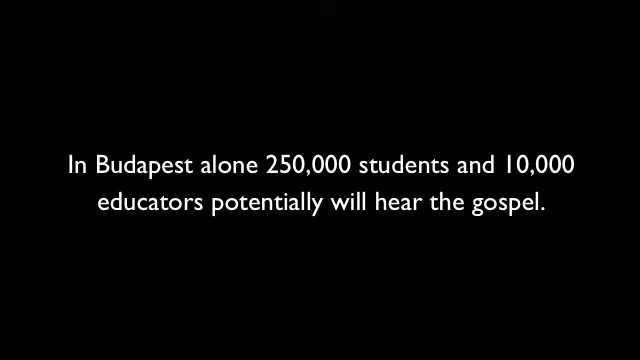 In Budapest alone 250,000 students and 10,000
educators potentially will hear the gospel.